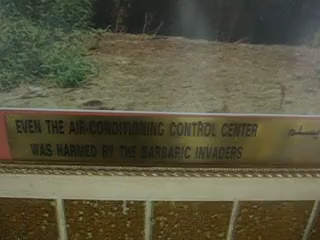 EVEN THE AIR-CONDITIONING CONTROL CENTER
WAS HARMED BY THE BARBARIC INVADERS